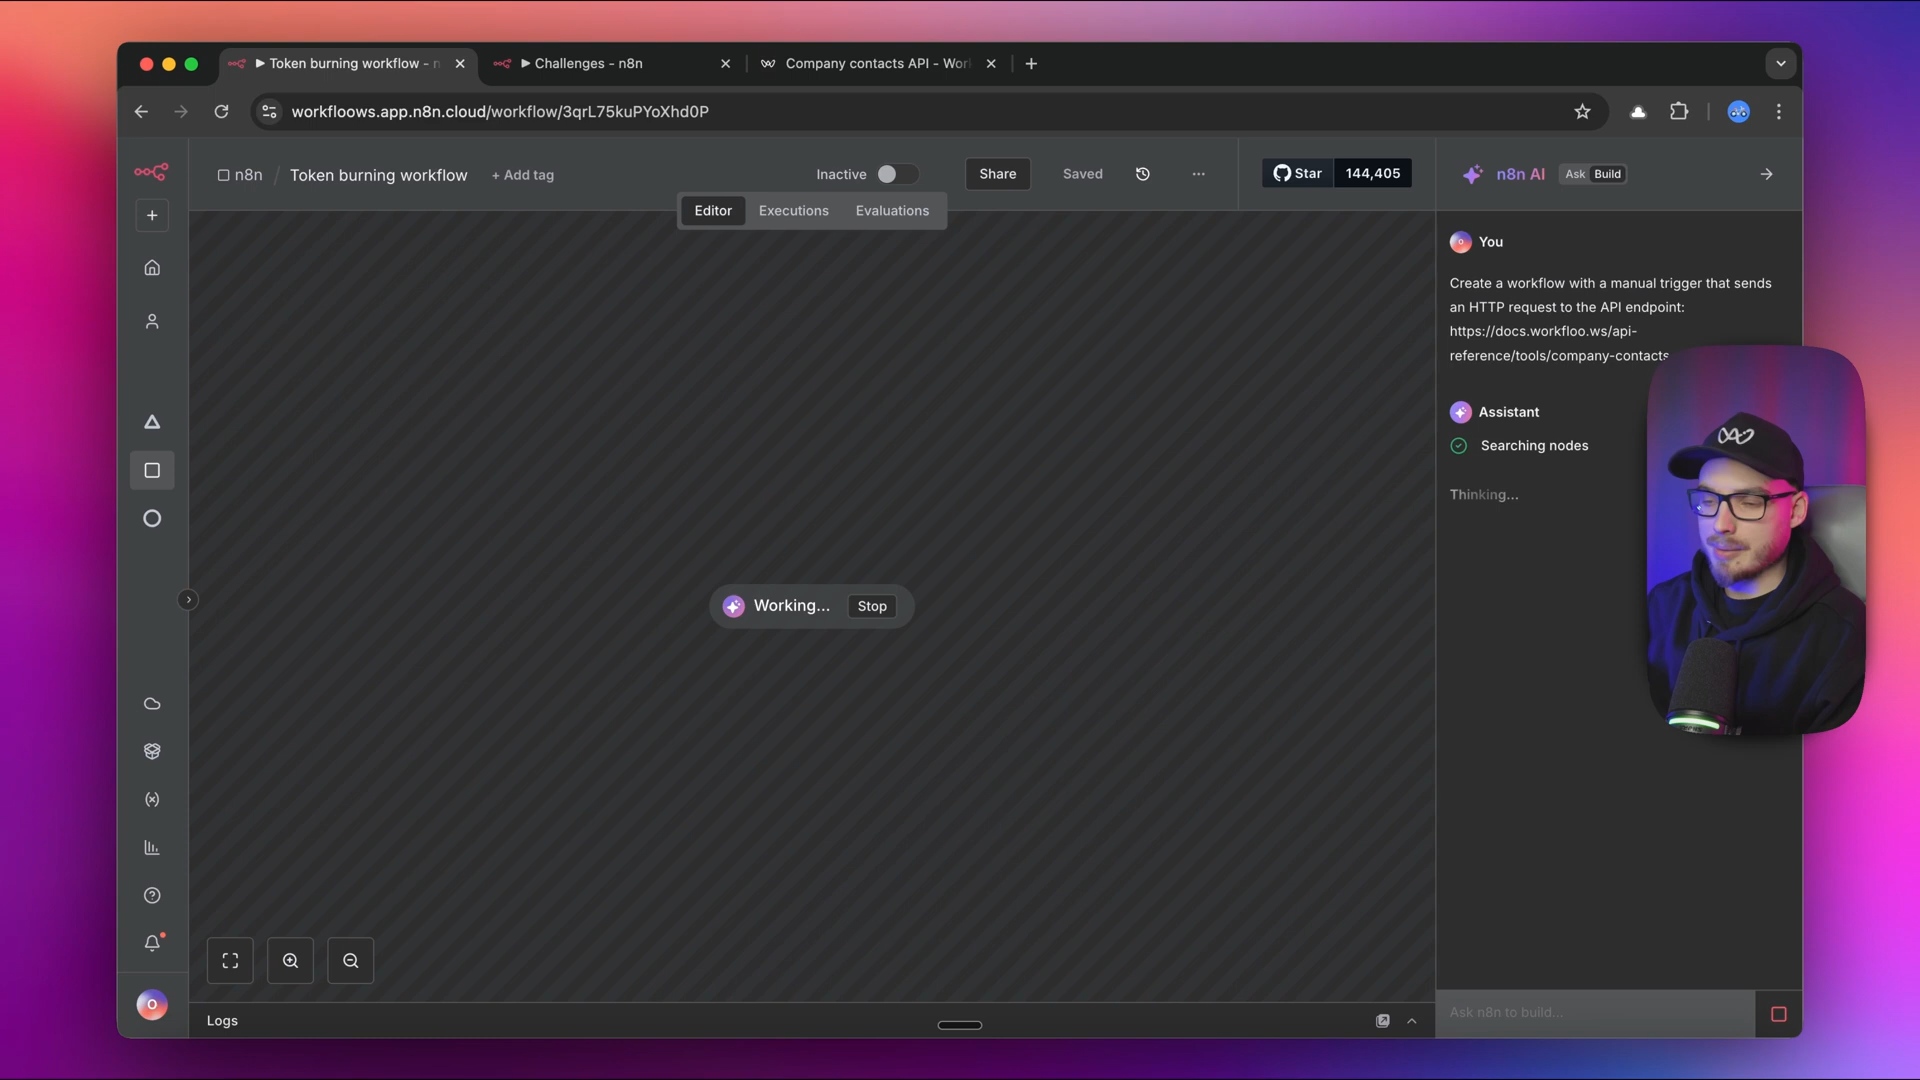 Token burning workflow - n
Challenges - n8n
Company contacts API - Wor
workfloows.app.n8n.cloud/workflow/3qrL75kuPYoXhd0P
n8n / Token burning workflow + Add tag
Inactive
Share
Saved
Star 144,405
n8n AI Ask Build
Editor Executions Evaluations
You
Create a workflow with a manual trigger that sends
an HTTP request to the API endpoint:
https://docs.workfloo.ws/api-
reference/tools/company-contacts
Assistant
Searching nodes
Thinking...
Working... Stop
O
Logs
Ask n8n to build...